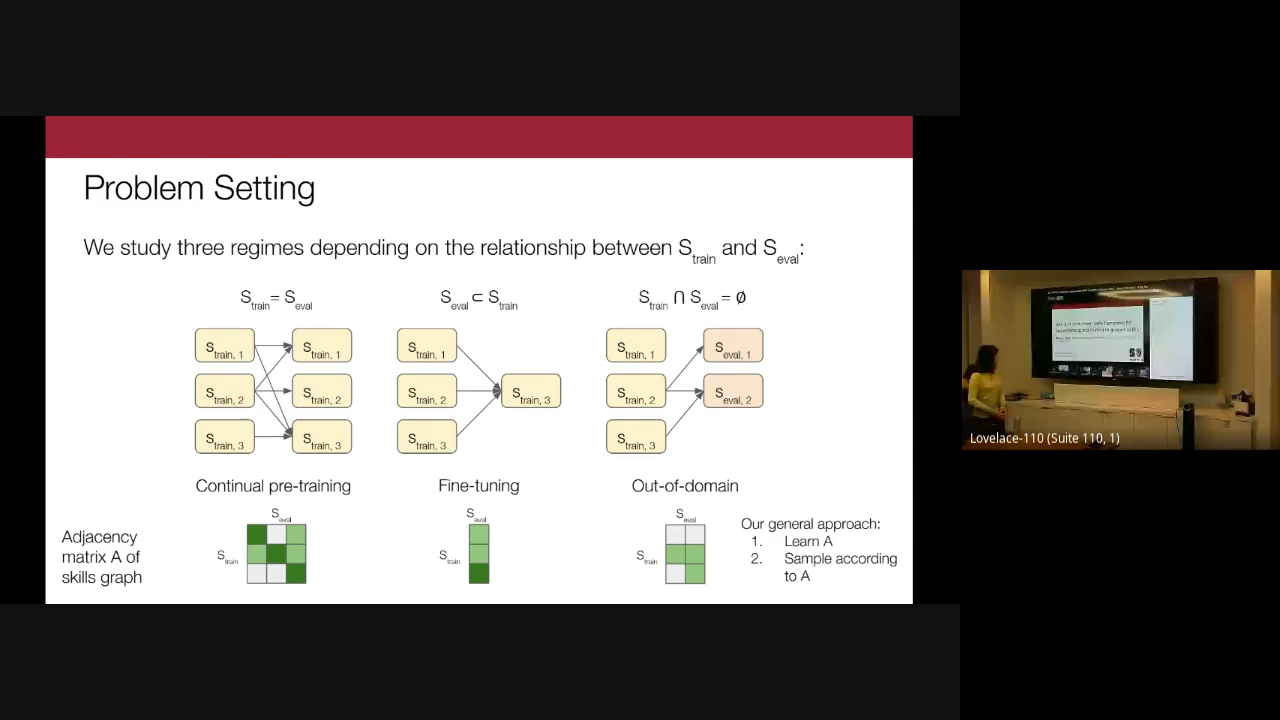 Problem Setting
We study three regimes depending on the relationship between S_train and S_eval:
S_train = S_eval
S_eval ⊂ S_train
S_train ⋂ S_eval = ø
S_train, 1
S_train, 1
S_train, 2
S_train, 2
S_train, 3
S_train, 3
S_train, 1
S_train, 2
S_train, 3
S_train, 3
S_train, 1
S_eval, 1
S_train, 2
S_eval, 2
S_train, 3
Continual pre-training
Fine-tuning
Out-of-domain
Adjacency
matrix A of
skills graph
S_eval
S_train
S_eval
S_train
S_eval
S_train
Our general approach:
1. Learn A
2. Sample according
to A
Lovelace-110 (Suite 110, 1)